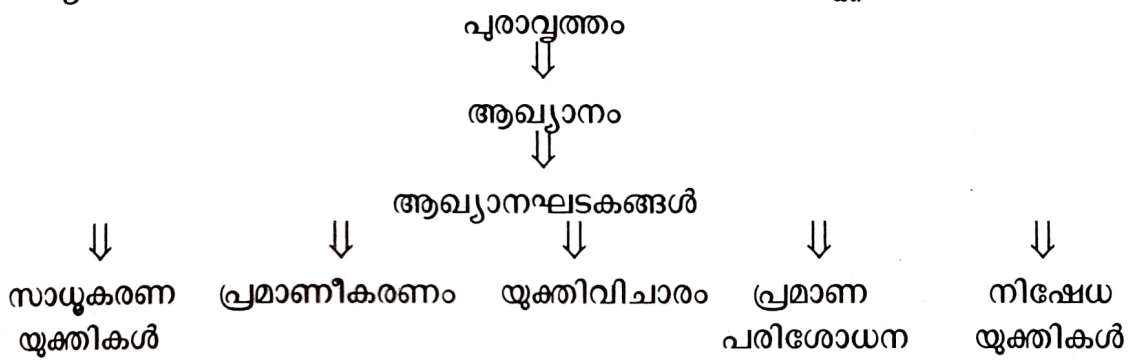 പുരാവൃത്തം
ആഖ്യാനം
ആഖ്യാനഘടകങ്ങൾ
സാധൂകരണ പ്രമാണീകരണം യുക്തിവിചാരം പ്രമാണ നിഷേധ
യുക്തികൾ പരിശോധന യുക്തികൾ